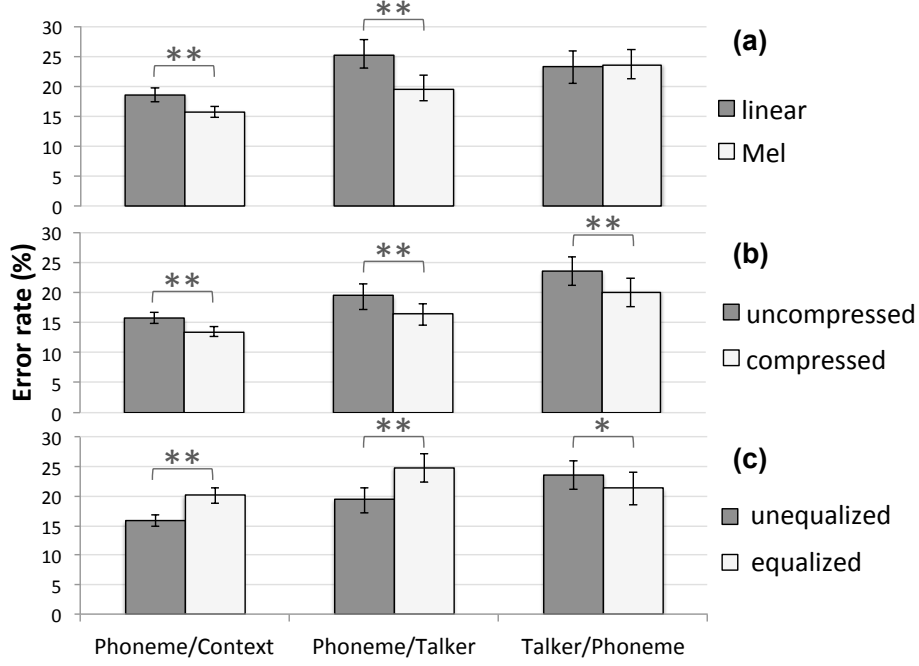 Error rate (%)
30
25
20
15
10
5
0
**
**
(a)
linear
Mel
30
25
20
15
10
5
0
**
**
**
(b)
uncompressed
compressed
30
25
20
15
10
5
0
**
**
*
(c)
unequalized
equalized
Phoneme/Context Phoneme/Talker Talker/Phoneme